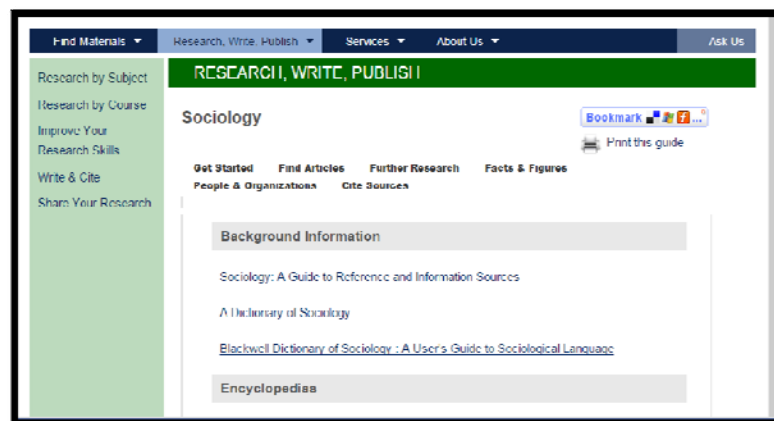 Find Materials Research, Write, Publish Services About Us Ask Us
RESEARCH, WRITE, PUBLISH
Research by Subject
Research by Course
Improve Your
Research Skills
Write & Cite
Share Your Research
Sociology
Bookmark ...
Print this guide
Get Started Find Articles Further Research Facts & Figures
People & Organizations Cite Sources
Background Information
Sociology: A Guide to Reference and Information Sources
A Dictionary of Sociology
Blackwell Dictionary of Sociology : A User's Guide to Sociological Language
Encyclopedias